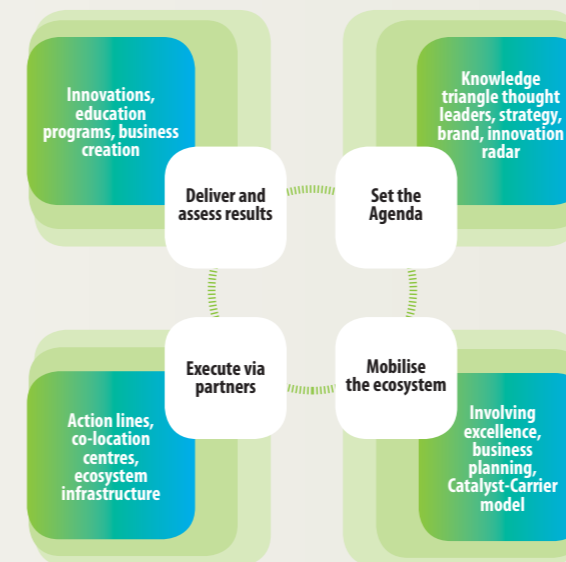 Innovations,
education
programs, business
creation
Knowledge
triangle thought
leaders, strategy,
brand, innovation
radar
Deliver and
assess results
Set the
Agenda
Execute via
partners
Mobilise
the ecosystem
Action lines,
co-location
centres,
ecosystem
infrastructure
Involving
excellence,
business
planning,
Catalyst-Carrier
model